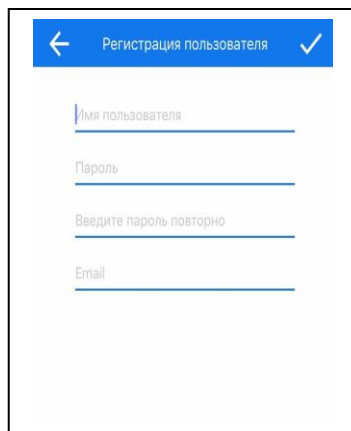 Регистрация пользователя
Имя пользователя
Пароль
Введите пароль повторно
Email